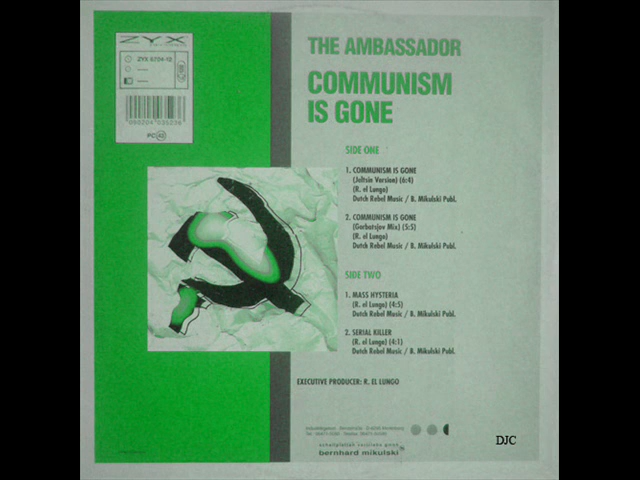 ZYX
ZYX 6704-12
PC 12
THE AMBASSADOR
COMMUNISM
IS GONE
SIDE ONE
1. COMMUNISM IS GONE
(Jeltsin Version) (6:4)
(R. el Lungo)
Dutch Rebel Music / B. Mikulski Publ.
2. COMMUNISM IS GONE
(Gorbatsjov Mix) (5:5)
(R. el Lungo)
Dutch Rebel Music / B. Mikulski Publ.
SIDE TWO
1. MASS HYSTERIA
(R. el Lungo) (4:5)
Dutch Rebel Music / B. Mikulski Publ.
2. SERIAL KILLER
(R. el Lungo) (4:1)
Dutch Rebel Music / B. Mikulski Publ.
EXECUTIVE PRODUCER: R. EL LUNGO
bernhard mikulski
DJC